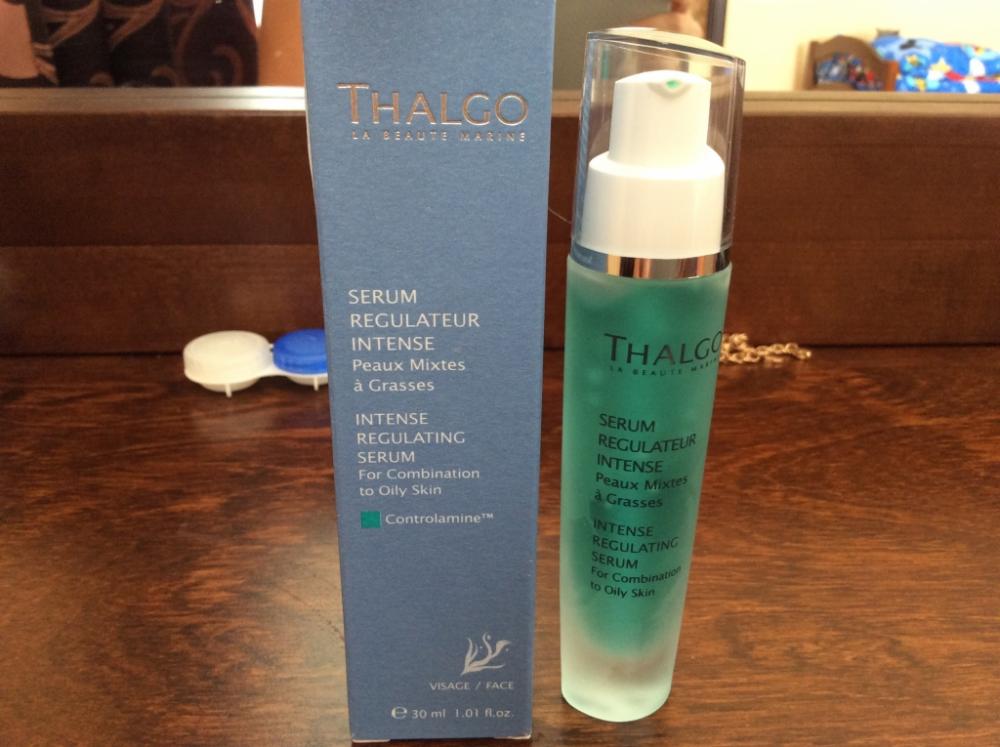 THALGO
LA BEAUTE MARINE
SERUM
REGULATEUR
INTENSE
Peaux Mixtes
à Grasses
INTENSE
REGULATING
SERUM
For Combination
to Oily Skin
Controlamine™
VISAGE / FACE
℮ 30 ml 1.01 fl.oz.
THALGO
LA BEAUTE MARINE
SERUM
REGULATEUR
INTENSE
Peaux Mixtes
à Grasses
INTENSE
REGULATING
SERUM
For Combination
to Oily Skin